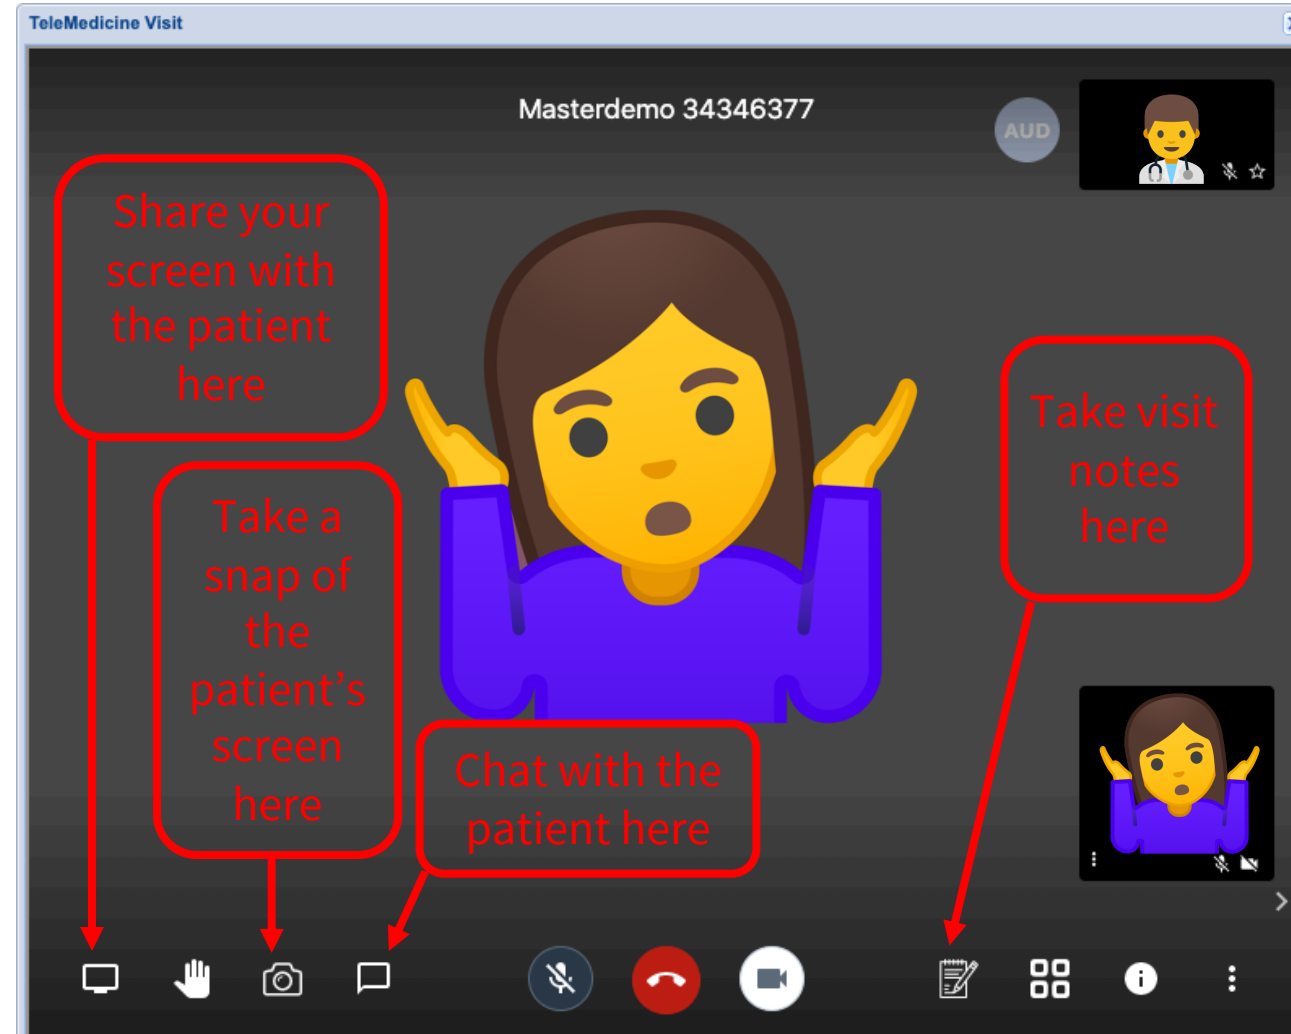 TeleMedicine Visit
Masterdemo 34346377
AUD
Share your
screen with
the patient
here
Take a
snap of
the
patient’s
screen
here
Chat with the
patient here
Take visit
notes
here